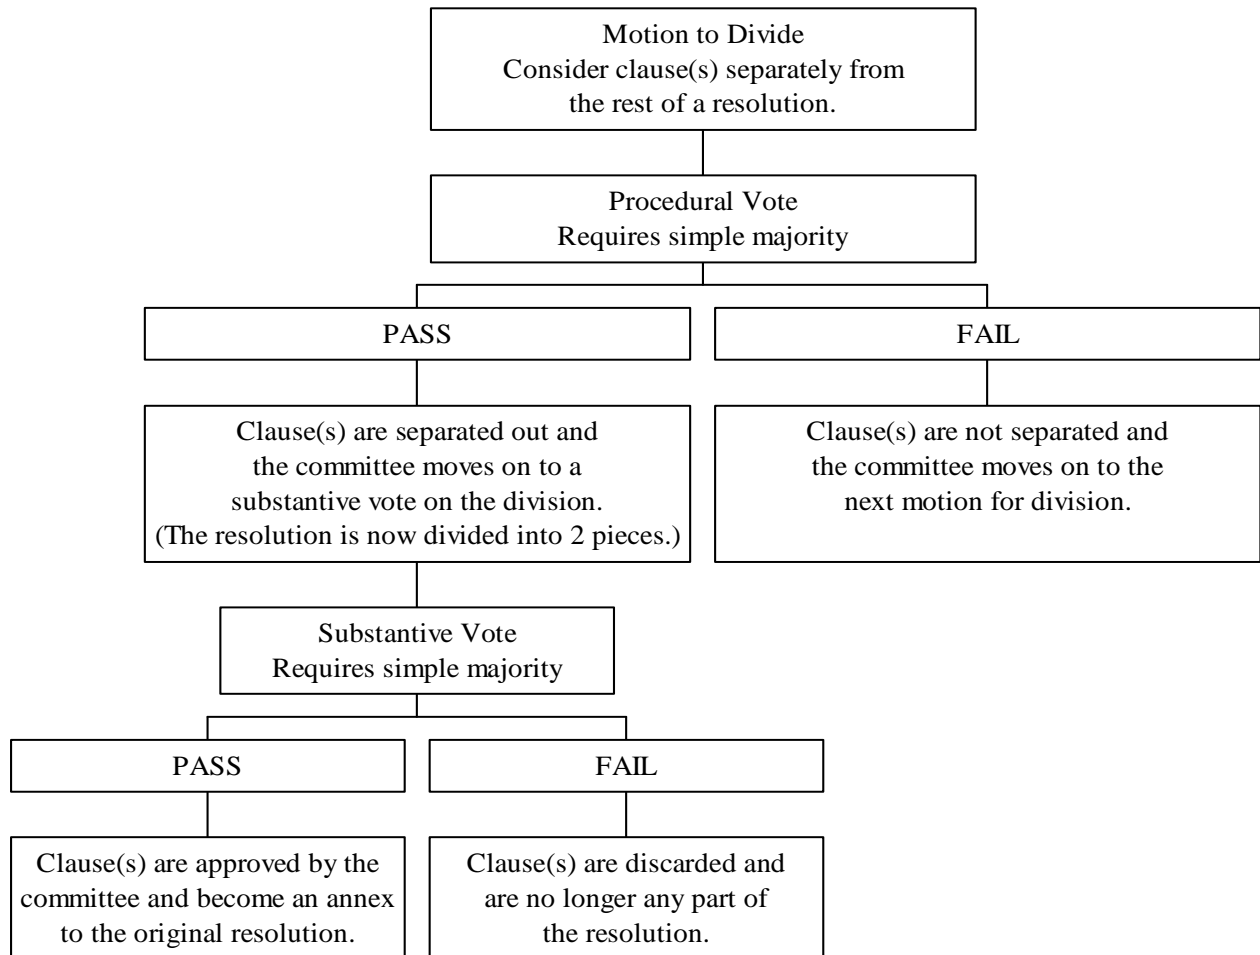 Motion to Divide
Consider clause(s) separately from
the rest of a resolution.
Procedural Vote
Requires simple majority
PASS
FAIL
Clause(s) are separated out and
the committee moves on to a
substantive vote on the division.
(The resolution is now divided into 2 pieces.)
Clause(s) are not separated and
the committee moves on to the
next motion for division.
Substantive Vote
Requires simple majority
PASS
FAIL
Clause(s) are approved by the
committee and become an annex
to the original resolution.
Clause(s) are discarded and
are no longer any part of
the resolution.